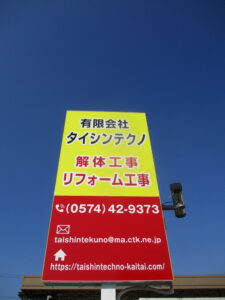 有限会社
タイシンテクノ
解体工事
リフォーム工事
(0574) 42-9373
taishintekuno@ma.ctk.ne.jp
https://taishintechno-kaitai.com/